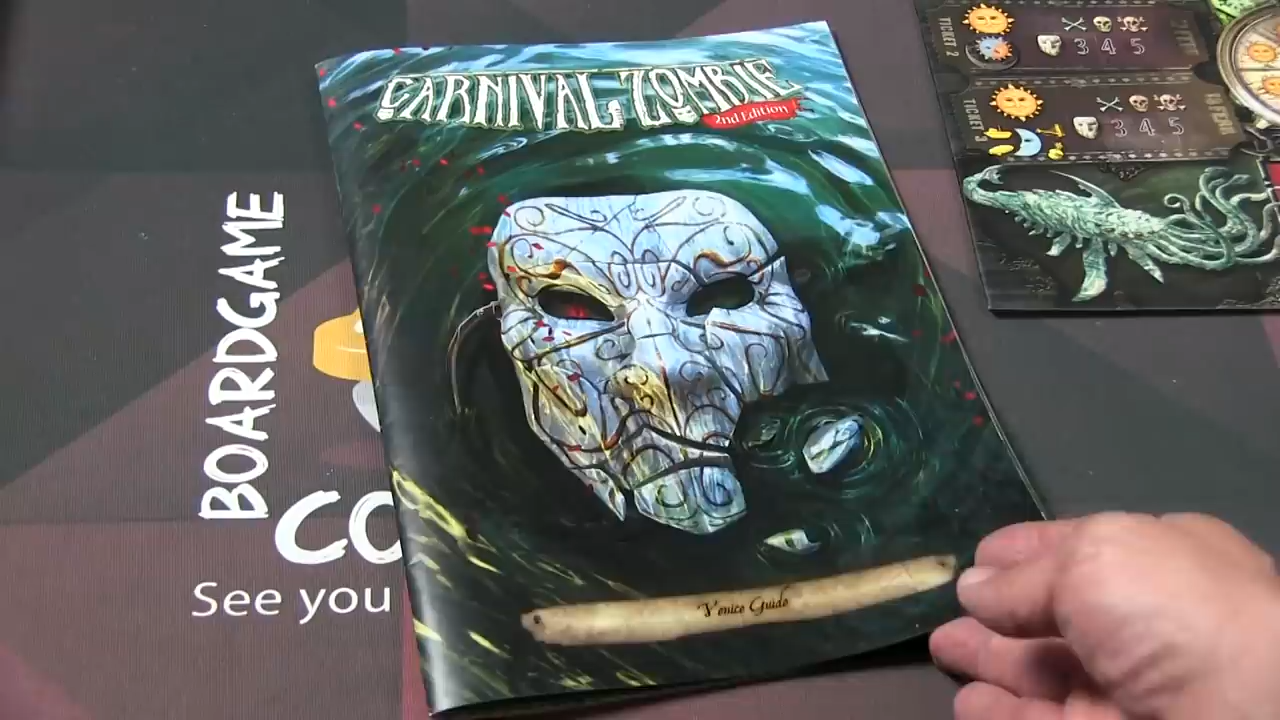 CARNIVAL ZOMBIE
2nd Edition
Venice Guide
BOARDGAME
CO
See you
TICKET 2
3 4 5
TICKET 3
3 4 5